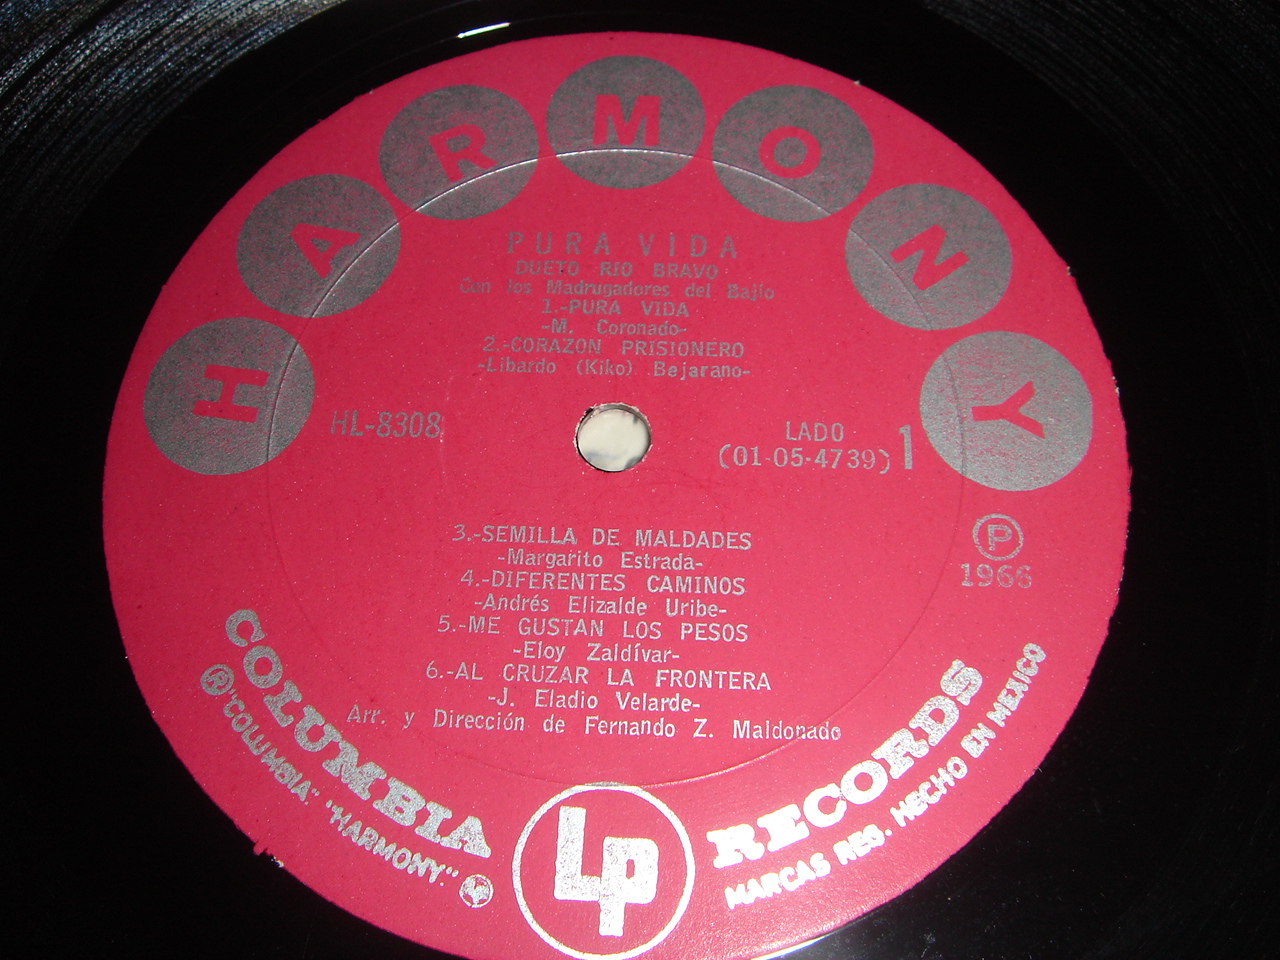 HARMONY
PURA VIDA
DUETO RIO BRAVO
Con los Madrugadores del Bajio
1.-PURA VIDA
-M. Coronado-
2.-CORAZON PRISIONERO
-Libardo (Kiko) Bejarano-
HL-8308
LADO 1
(01-05-4739)
3.-SEMILLA DE MALDADES
-Margarito Estrada-
4.-DIFERENTES CAMINOS
-Andrés Elizalde Uribe-
5.-ME GUSTAN LOS PESOS
-Eloy Zaldívar-
6.-AL CRUZAR LA FRONTERA
-J. Eladio Velarde-
Arr. y Dirección de Fernando Z. Maldonado
Ⓟ
1966
COLUMBIA RECORDS
® "COLUMBIA," "HARMONY."
LP
MARCAS REG. HECHO EN MEXICO